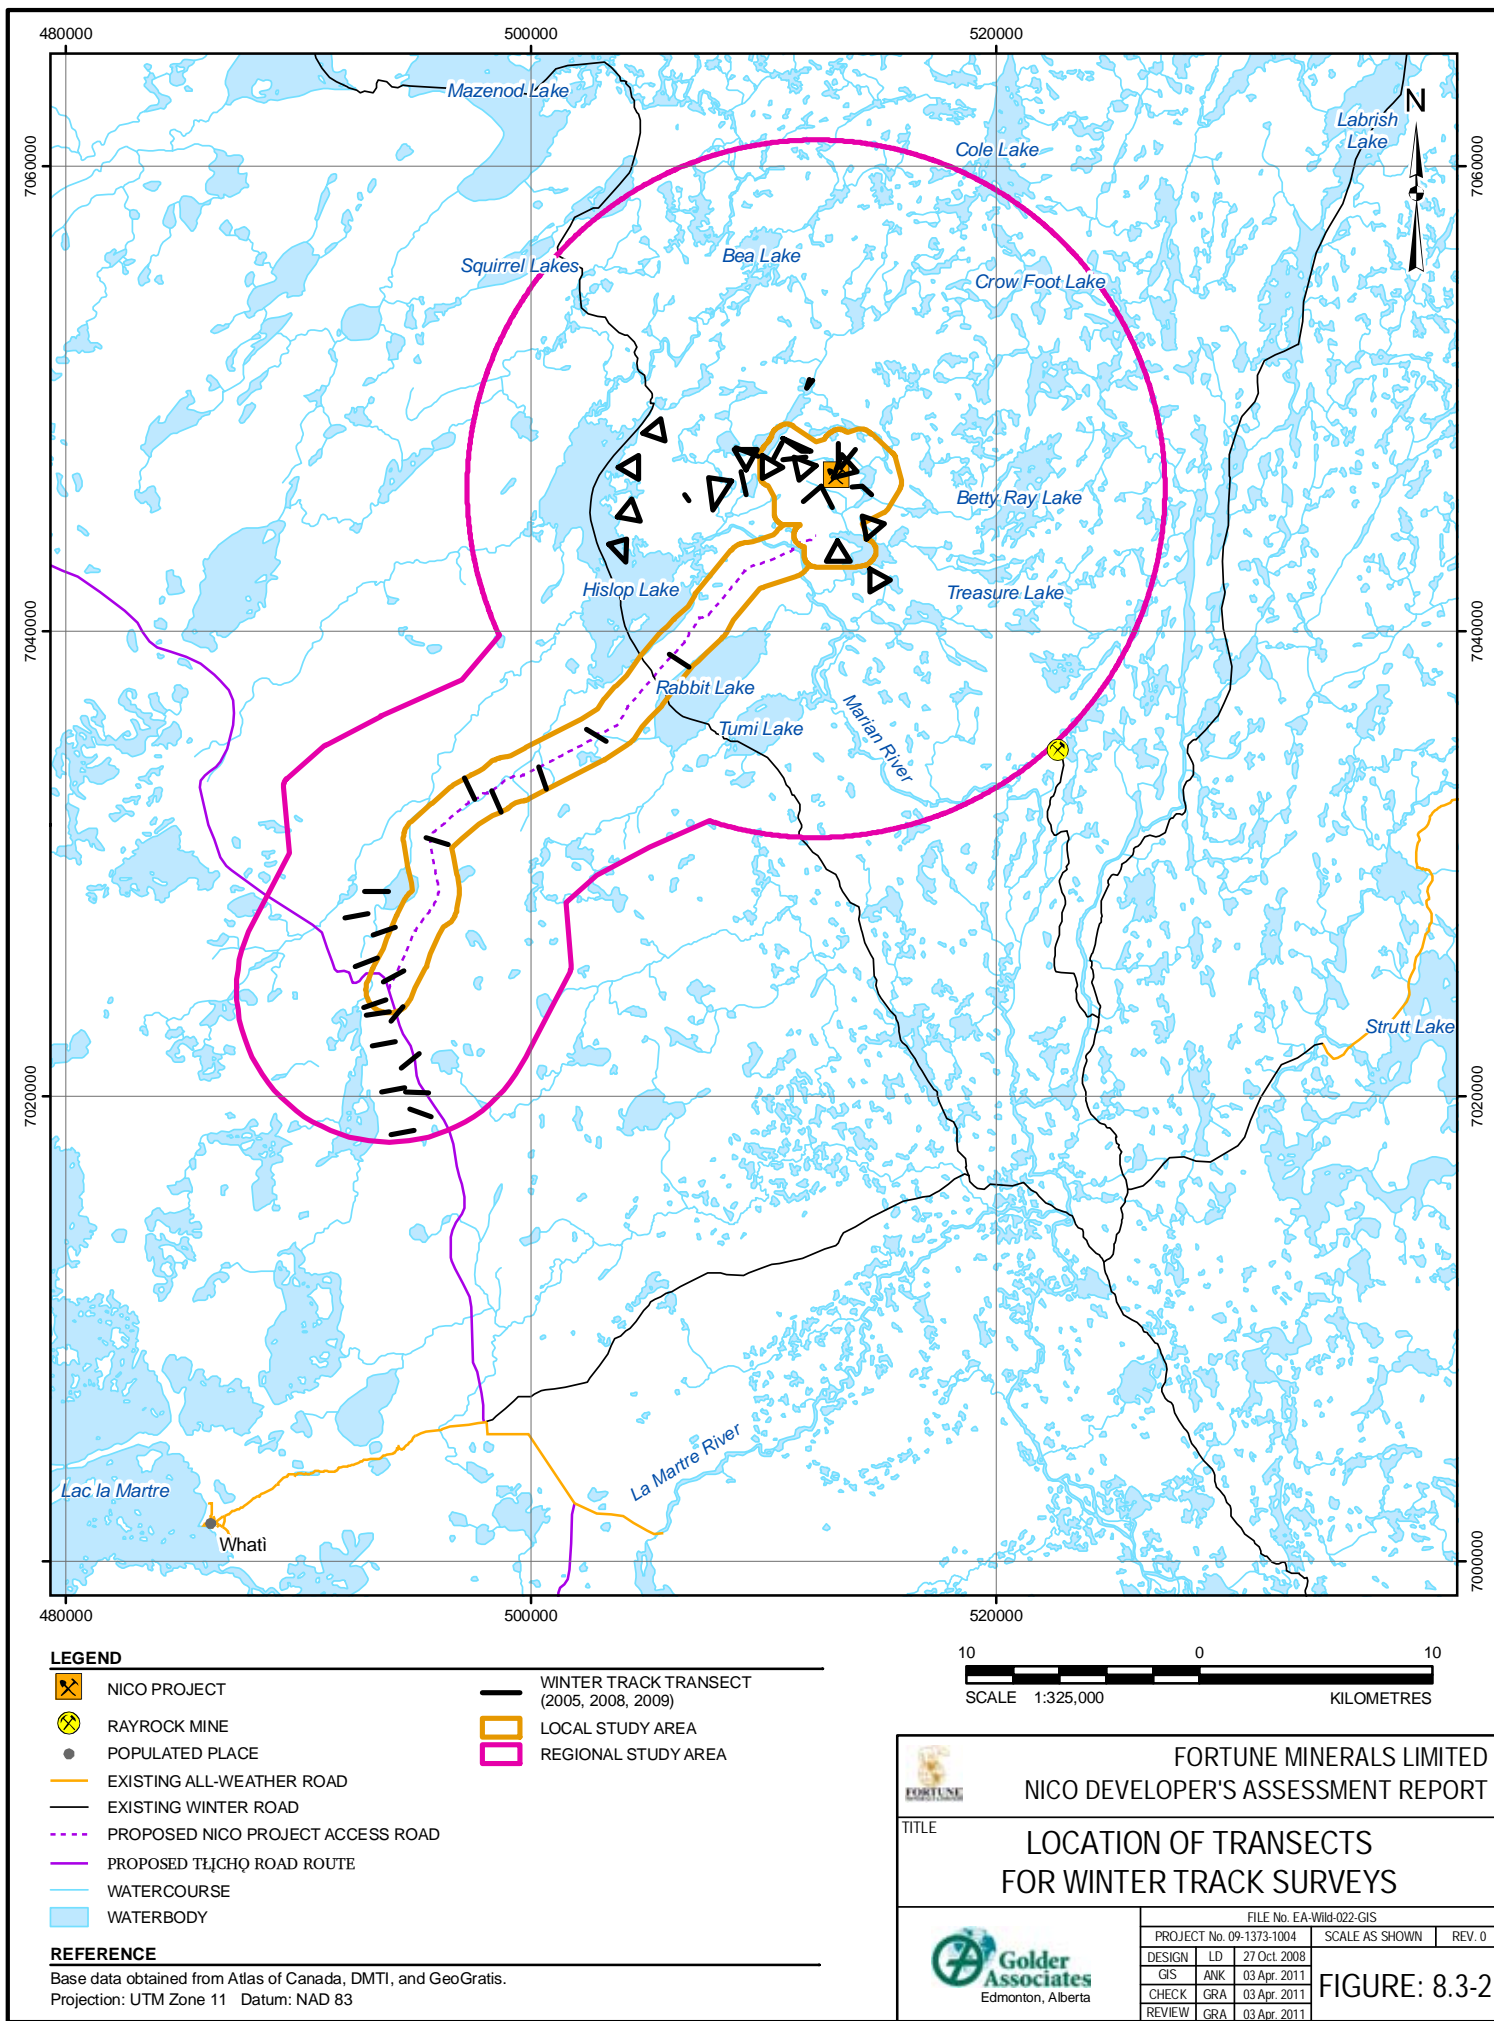 480000
500000
520000
Mazenod Lake
Labrish
Lake
N
Cole Lake
7060000
7060000
Squirrel Lakes
Bea Lake
Crow Foot Lake
Betty Ray Lake
Hislop Lake
Treasure Lake
7040000
7040000
Rabbit Lake
Tumi Lake
Marian River
Strutt Lake
7020000
7020000
La Martre River
Lac la Martre
Whatì
7000000
480000
500000
520000
LEGEND
NICO PROJECT
RAYROCK MINE
POPULATED PLACE
EXISTING ALL-WEATHER ROAD
EXISTING WINTER ROAD
PROPOSED NICO PROJECT ACCESS ROAD
PROPOSED TŁĮCHǪ ROAD ROUTE
WATERCOURSE
WATERBODY
WINTER TRACK TRANSECT
(2005, 2008, 2009)
LOCAL STUDY AREA
REGIONAL STUDY AREA
REFERENCE
Base data obtained from Atlas of Canada, DMTI, and GeoGratis.
Projection: UTM Zone 11 Datum: NAD 83
10 0 10
SCALE 1:325,000 KILOMETRES
FORTUNE
FORTUNE MINERALS LIMITED
NICO DEVELOPER'S ASSESSMENT REPORT
TITLE
LOCATION OF TRANSECTS
FOR WINTER TRACK SURVEYS
Golder
Associates
Edmonton, Alberta
FILE No. EA-Wild-022-GIS
PROJECT No. 09-1373-1004 SCALE AS SHOWN REV. 0
DESIGN LD 27 Oct. 2008
GIS ANK 03 Apr. 2011
CHECK GRA 03 Apr. 2011
REVIEW GRA 03 Apr. 2011
FIGURE: 8.3-2